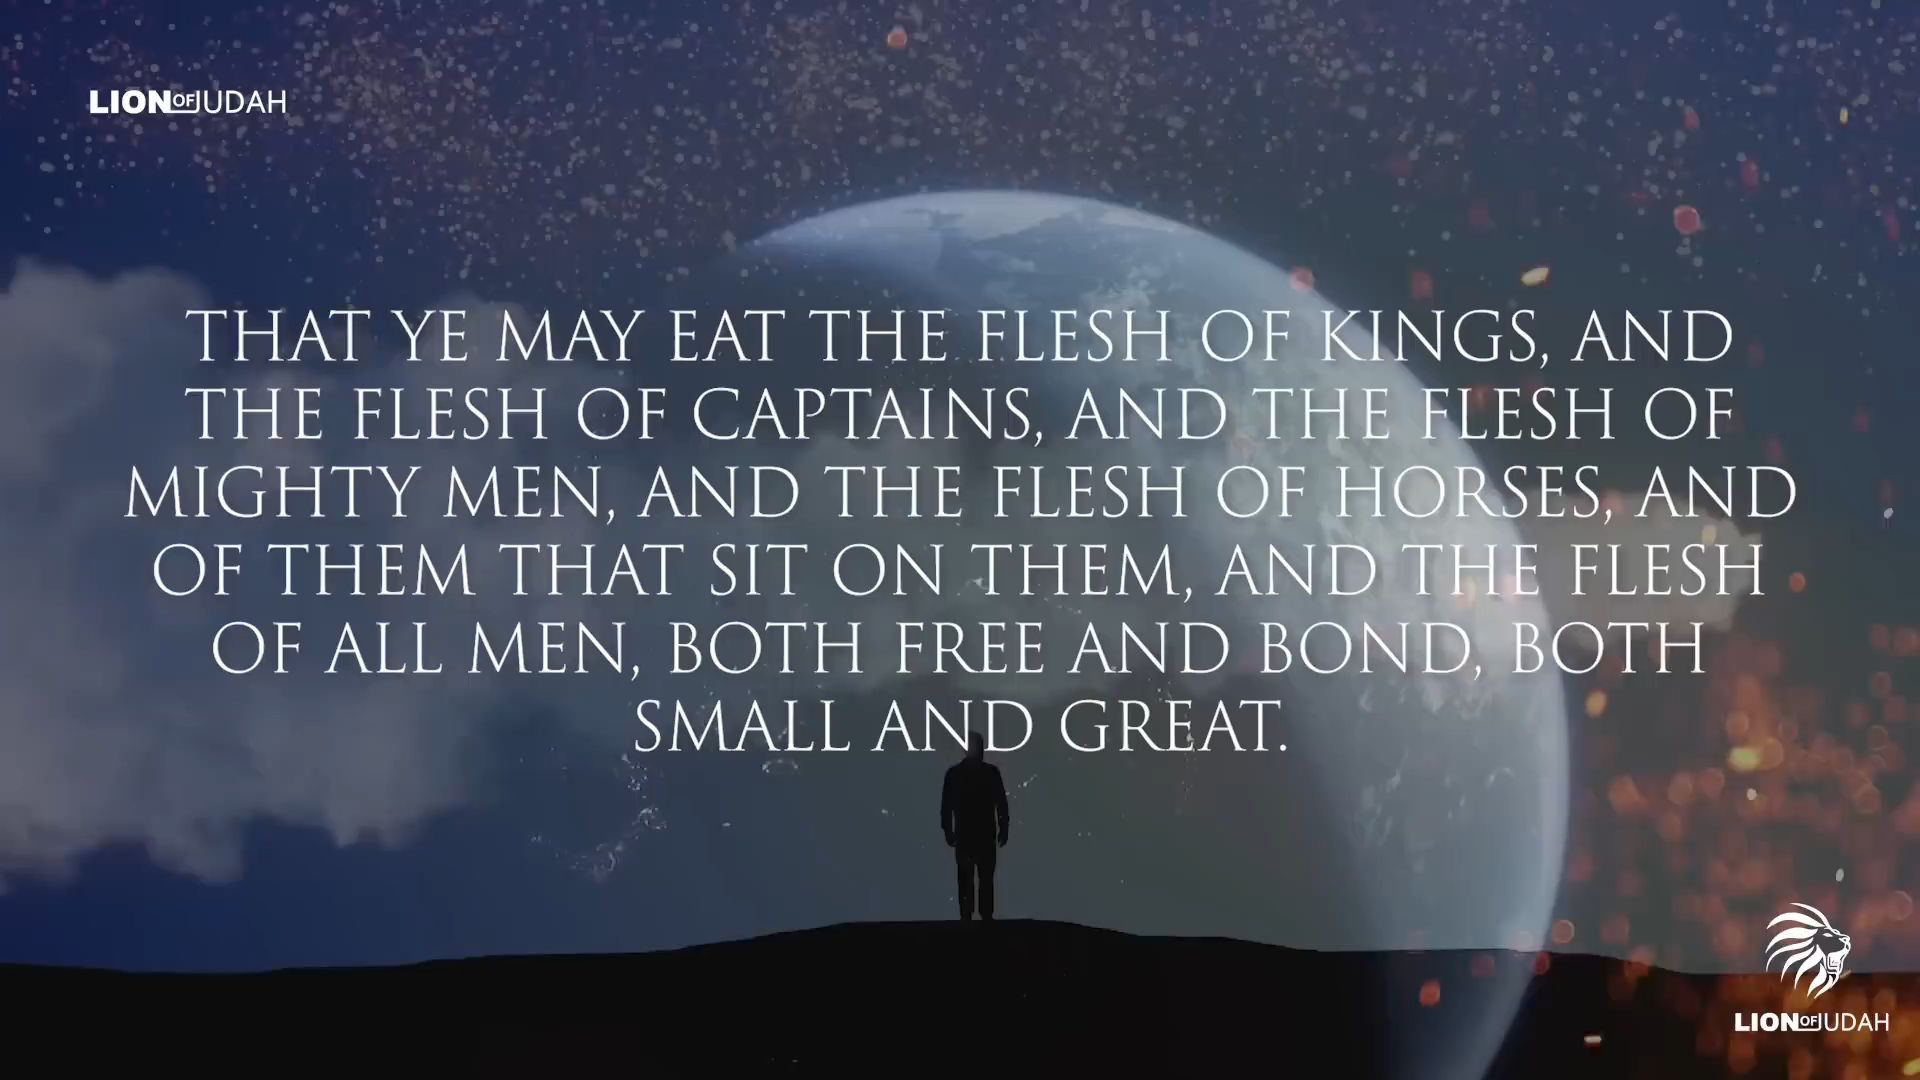 LIONOFJUDAH
THAT YE MAY EAT THE FLESH OF KINGS, AND
THE FLESH OF CAPTAINS, AND THE FLESH OF
MIGHTY MEN, AND THE FLESH OF HORSES, AND
OF THEM THAT SIT ON THEM, AND THE FLESH
OF ALL MEN, BOTH FREE AND BOND, BOTH
SMALL AND GREAT.
LIONOFJUDAH